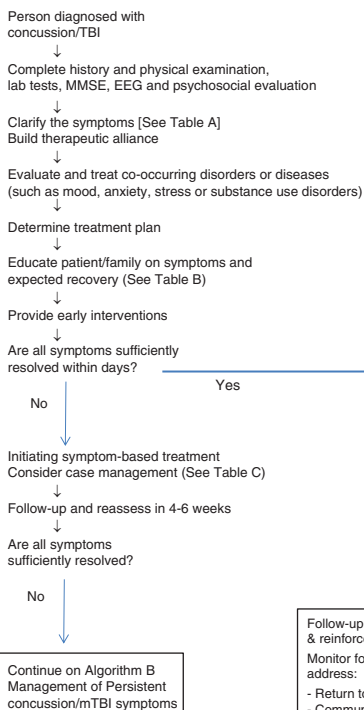 Person diagnosed with
concussion/TBI
↓
Complete history and physical examination,
lab tests, MMSE, EEG and psychosocial evaluation
↓
Clarify the symptoms [See Table A]
Build therapeutic alliance
↓
Evaluate and treat co-occurring disorders or diseases
(such as mood, anxiety, stress or substance use disorders)
↓
Determine treatment plan
↓
Educate patient/family on symptoms and
expected recovery (See Table B)
↓
Provide early interventions
↓
Are all symptoms sufficiently
resolved within days?
Yes
No
Initiating symptom-based treatment
Consider case management (See Table C)
↓
Follow-up and reassess in 4-6 weeks
↓
Are all symptoms
sufficiently resolved?
No
Continue on Algorithm B
Management of Persistent
concussion/mTBI symptoms
Follow-up
& reinforc
Monitor fo
address:
- Return to
- Commun